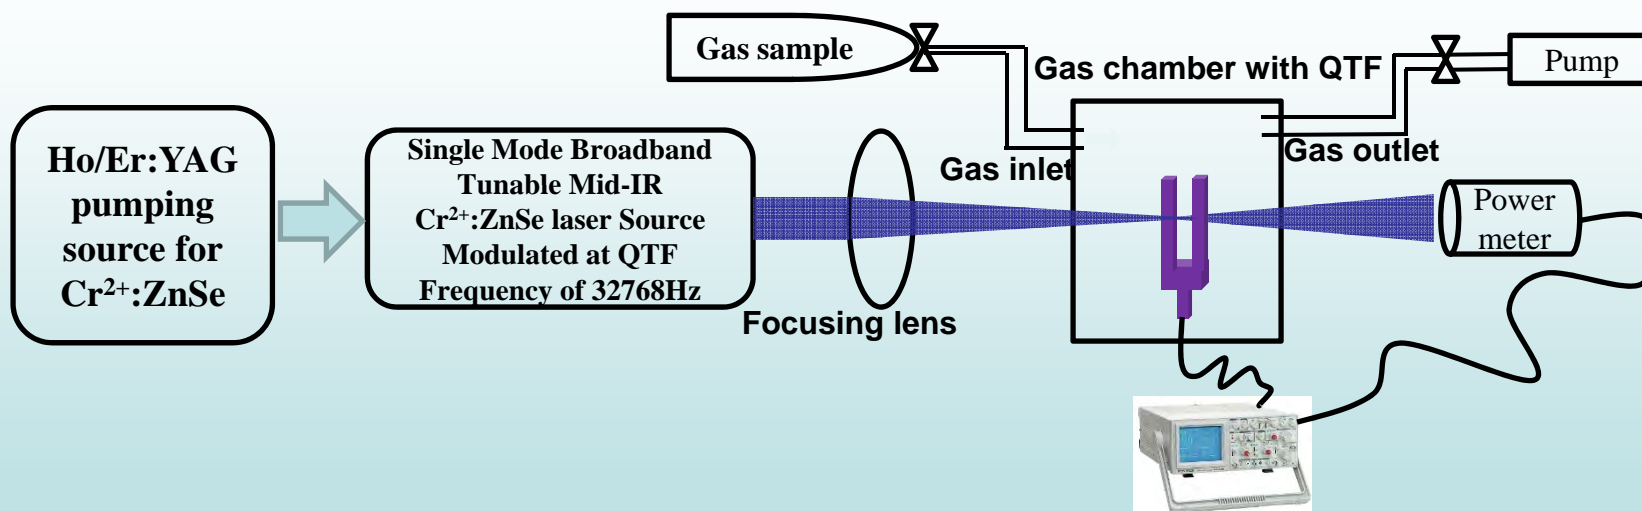 Gas sample
Gas chamber with QTF
Pump
Gas inlet
Gas outlet
Ho/Er:YAG
pumping
source for
Cr²⁺:ZnSe
Single Mode Broadband
Tunable Mid-IR
Cr²⁺:ZnSe laser Source
Modulated at QTF
Frequency of 32768Hz
Focusing lens
Power
meter